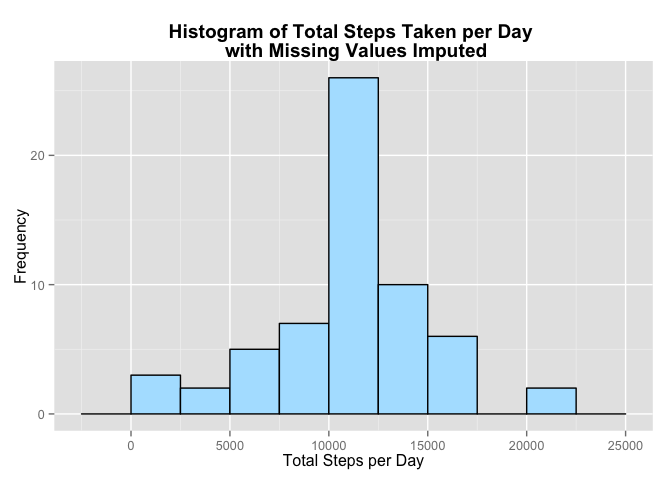 Histogram of Total Steps Taken per Day
with Missing Values Imputed
Frequency
20
10
0
0 5000 10000 15000 20000 25000
Total Steps per Day